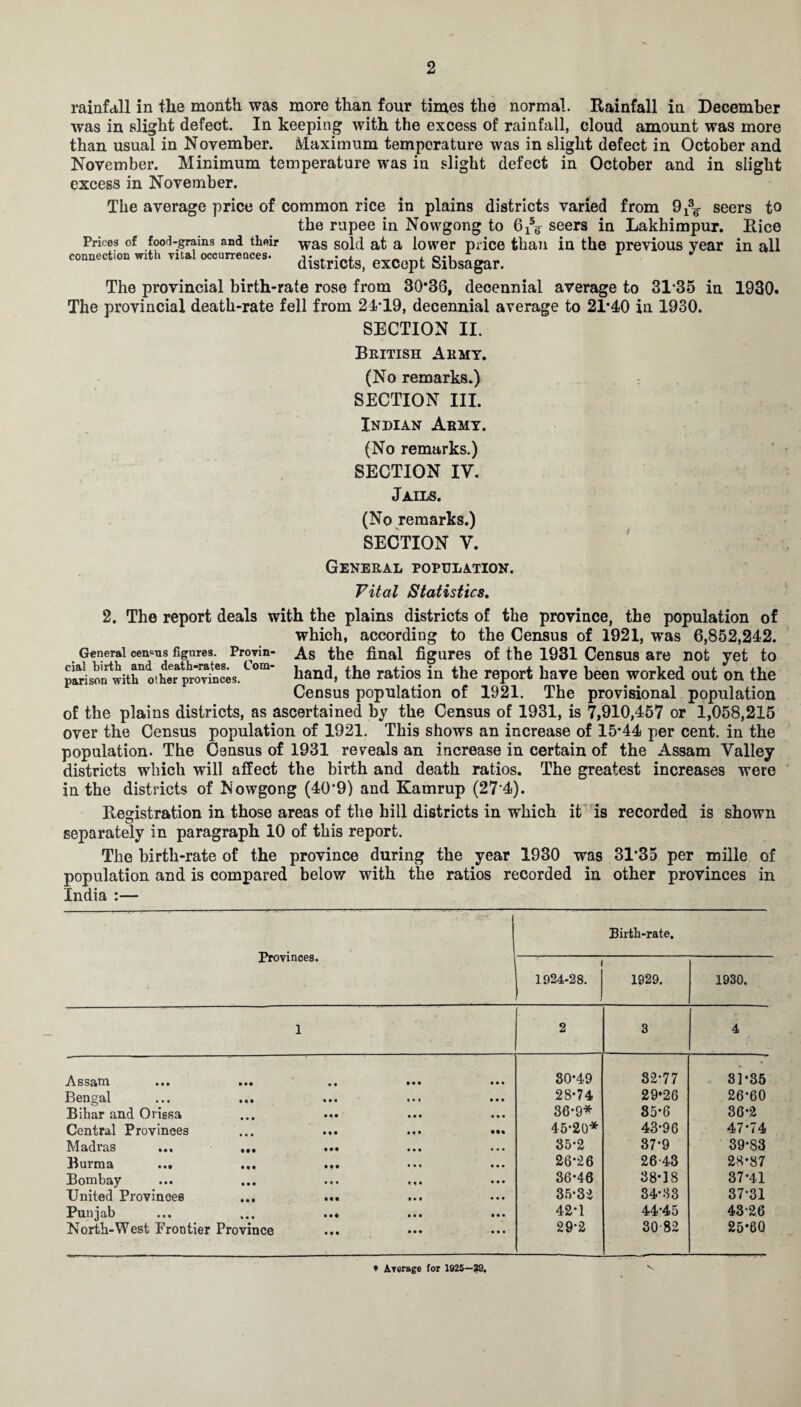 2
rainfall in the month was more than four times the normal. Rainfall in December
was in slight defect. In keeping with the excess of rainfall, cloud amount was more
than usual in November. Maximum temperature was in slight defect in October and
November. Minimum temperature was in slight defect in October and in slight
excess in November.
The average price of common rice in plains districts varied from 9 3/16 seers to
the rupee in Nowgong to 6 5/16 seers in Lakhimpur. Rice
was sold at a lower price than in the previous year in all
districts, except Sibsagar.
Prices of food-grains and their
connection with vital occurrences.
The provincial birth-rate rose from 30·36, decennial average to 31·35 in 1930.
The provincial death-rate fell from 24·19, decennial average to 21·40 in 1930.
SECTION II.
British Army.
(No remarks.)
SECTION III.
Indian Army.
(No remarks.)
SECTION IV.
Jails.
(No remarks.)
SECTION V.
General population.
Vital Statistics.
2. The report deals with the plains districts of the province, the population of
which, according to the Census of 1921, was 6,852,242.
As the final figures of the 1931 Census are not yet to
hand, the ratios in the report have been worked out on the
Census population of 1921. The provisional population
General census figures. Provin-
cial birth and death-rates. Com-
parison with other provinces.
of the plains districts, as ascertained by the Census of 1931, is 7,910,457 or 1,058,215
over the Census population of 1921. This shows an increase of 15·44 per cent. in the
population. The Census of 1931 reveals an increase in certain of the Assam Valley
districts which will affect the birth and death ratios. The greatest increases were
in the districts of Nowgong (40·9) and Kamrup (27·4).
Registration in those areas of the hill districts in which it is recorded is shown
separately in paragraph 10 of this report.
The birth-rate of the province during the year 1930 was 31·35 per mille of
population and is compared below with the ratios recorded in other provinces in
India :—
Provinces. Birth-rate.
1924-28. 1929. 1930.
1 2 3 4
Assam ... ... .. ... ... 30·49 32·77 31·35
Bengal ... ... ... ... ... 28·74 29·26 26·60
Bihar and Orissa ... ... ... ... 36·9* 35·6 36·2
Central Provinces ... ... ... ... 45·20* 43·96 47·74
Madras ... ... ... ... ... 35·2 37·9 39·83
Burma ... ... ... ... ... 26·26 26·43 28·87
Bombay ... ... ... ... ... 36·46 38·18 37·41
United Provinces ... ... ... ... 35·32 34·33 37·31
Punjab ... ... ... ... ... 42·1 44·45 43·26
North-West Frontier Province ... ... ... 29·2 30·82 25·60
* Average for 1925—29.